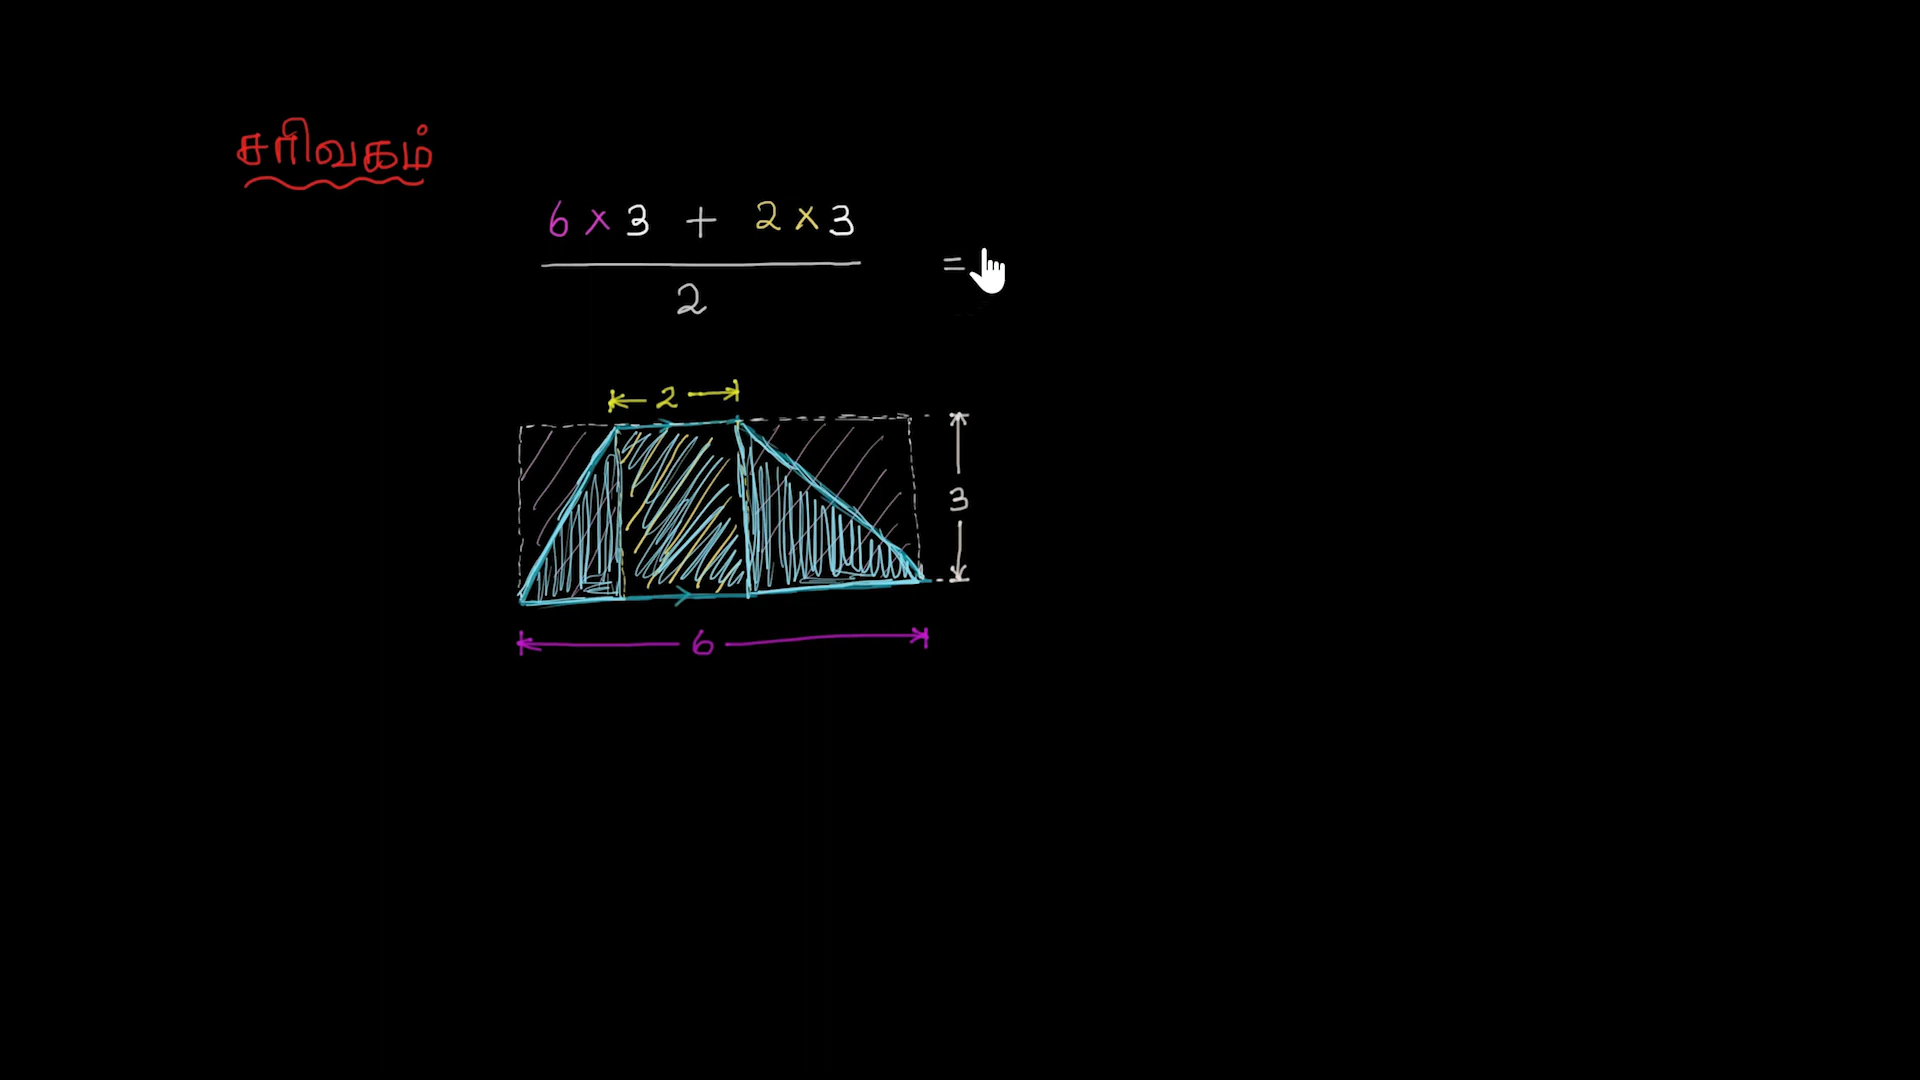 சரிவகம்
6 × 3 + 2 × 3
2
=
2
3
6